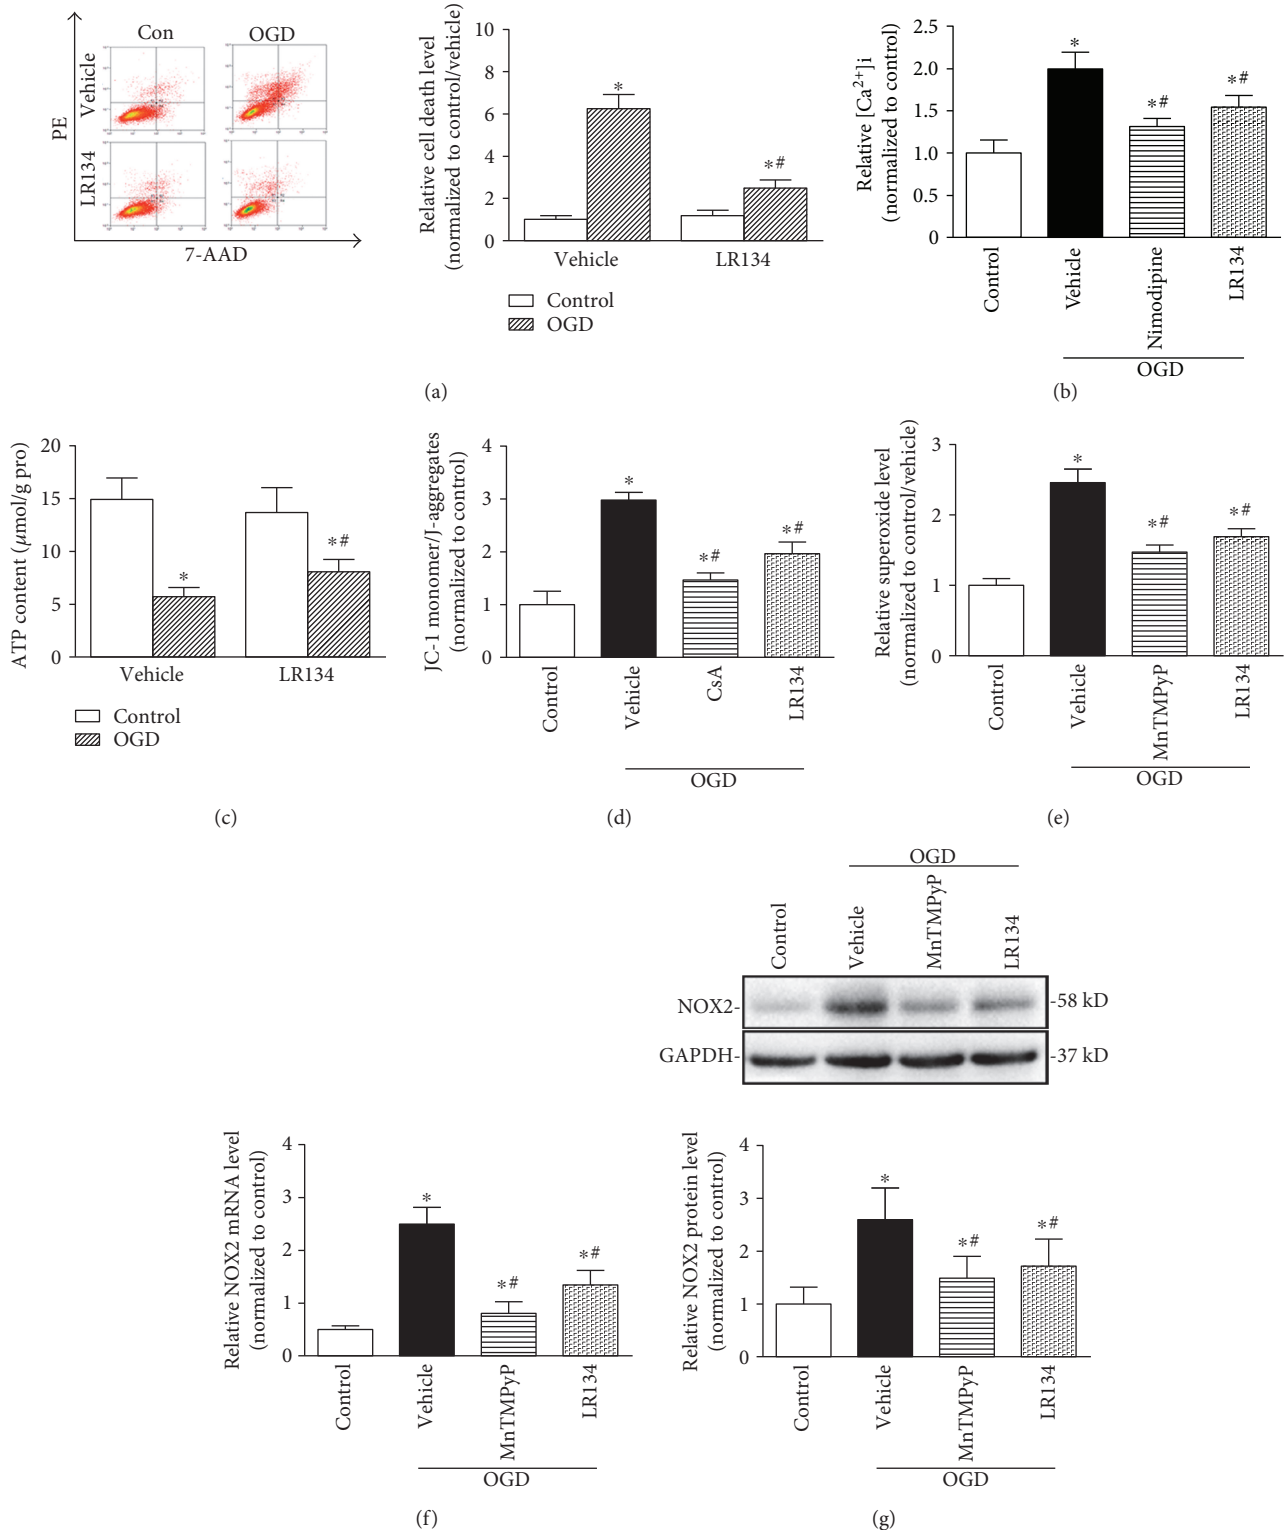 Con OGD
Vehicle
LR134
PE
7-AAD
Relative cell death level
(normalized to control/vehicle)
10
8
6
4
2
0
*
*#
Vehicle LR134
Control
OGD
(a)
Relative [Ca2+]i
(normalized to control)
2.5
2.0
1.5
1.0
0.5
0
*
*#
*#
Control
Vehicle
Nimodipine
LR134
OGD
(b)
ATP content (μmol/g pro)
20
15
10
5
0
*
*#
Vehicle LR134
Control
OGD
(c)
JC-1 monomer/J-aggregates
(normalized to control)
4
3
2
1
0
*
*#
*#
Control
Vehicle
CsA
LR134
OGD
(d)
Relative superoxide level
(normalized to control/vehicle)
3
2
1
0
*
*#
*#
Control
Vehicle
MnTMPyP
LR134
OGD
(e)
Relative NOX2 mRNA level
(normalized to control)
4
3
2
1
0
*
*#
*#
Control
Vehicle
MnTMPyP
LR134
OGD
(f)
OGD
Control
Vehicle
MnTMPyP
LR134
NOX2- -58 kD
GAPDH- -37 kD
Relative NOX2 protein level
(normalized to control)
4
3
2
1
0
*
*#
*#
Control
Vehicle
MnTMPyP
LR134
OGD
(g)